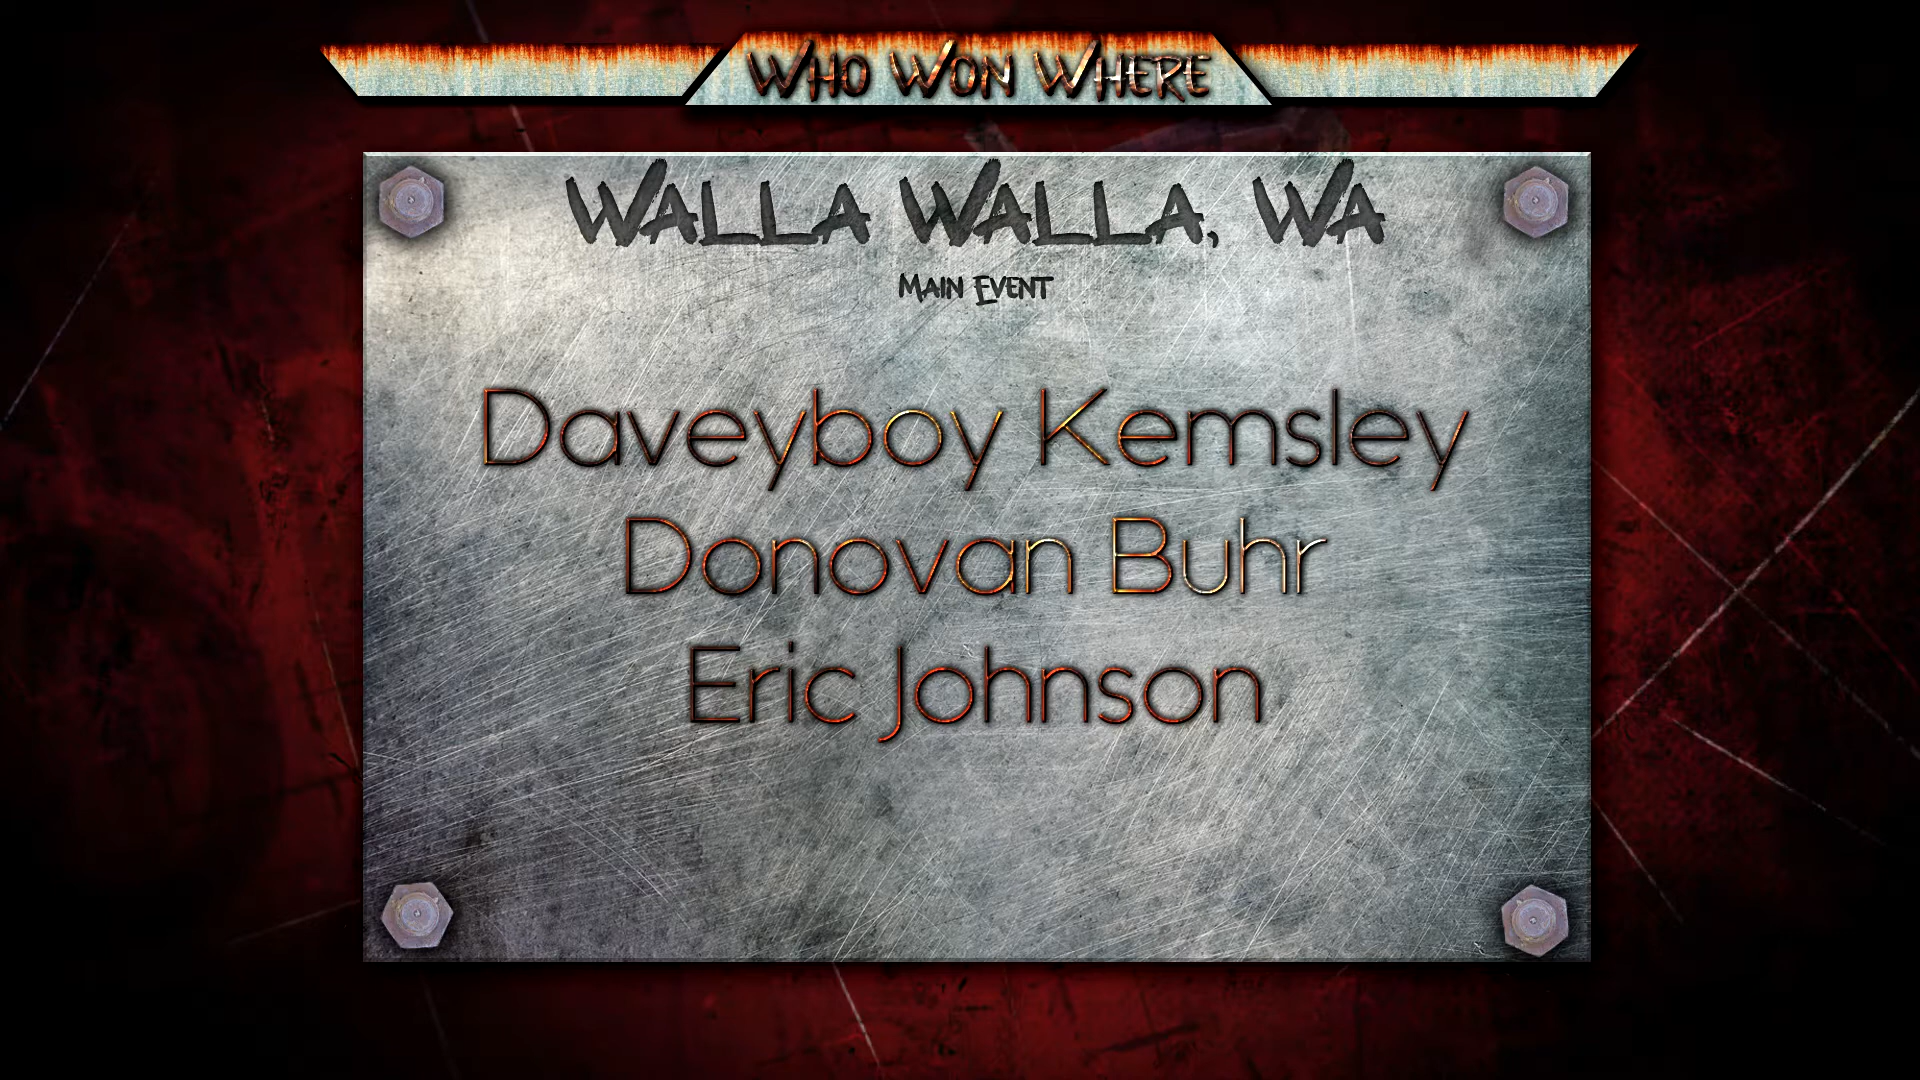 Who Won Where
Walla Walla, WA
Main Event
Daveyboy Kemsley
Donovan Buhr
Eric Johnson